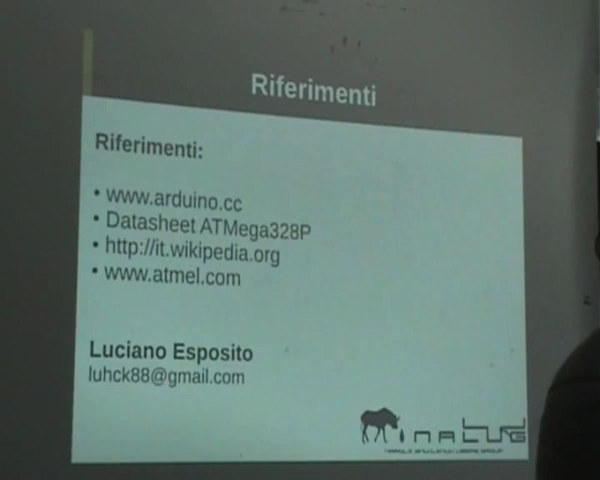 Riferimenti
Riferimenti:
• www.arduino.cc
• Datasheet ATMega328P
• http://it.wikipedia.org
• www.atmel.com
Luciano Esposito
luhck88@gmail.com